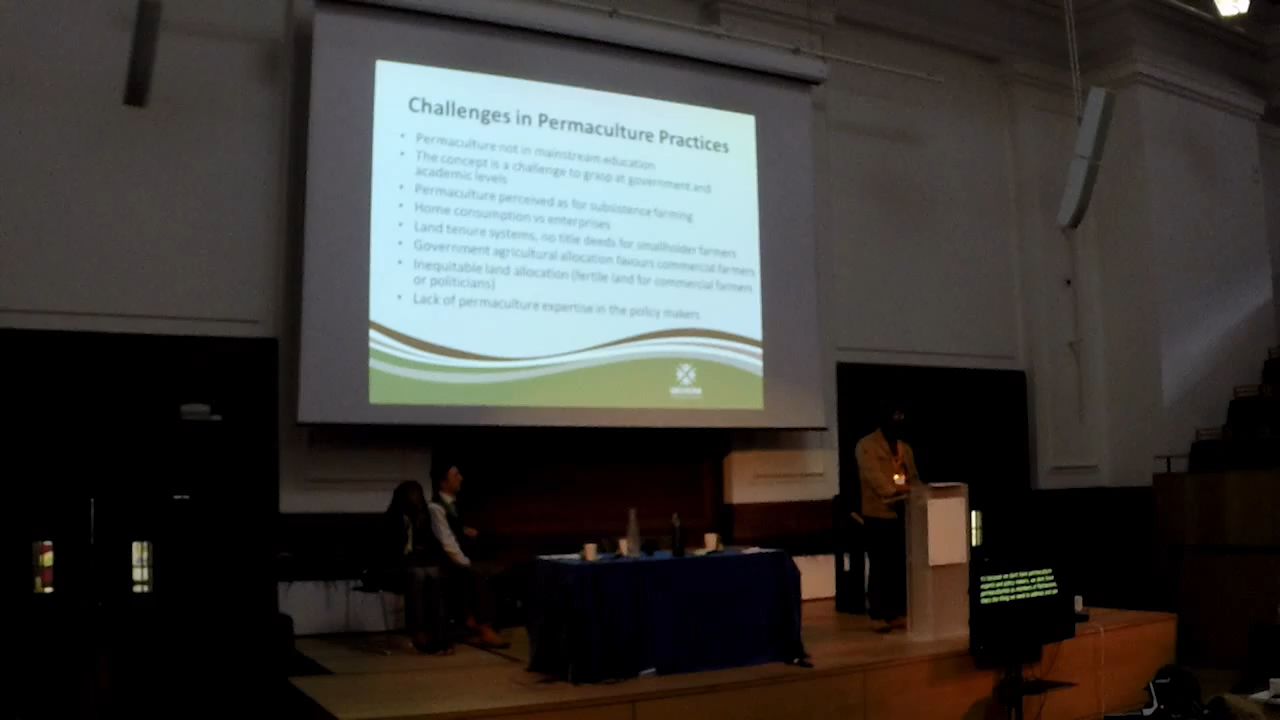 Challenges in Permaculture Practices
• Permaculture not in mainstream education
• The concept is a challenge to grasp at government and
academic levels
• Permaculture perceived as for subsistence farming
• Home consumption vs enterprises
• Land tenure systems, no title deeds for smallholder farmers
• Government agricultural allocation favours commercial farmers
• Inequitable land allocation (fertile land for commercial farmers
or politicians)
• Lack of permaculture expertise in the policy makers